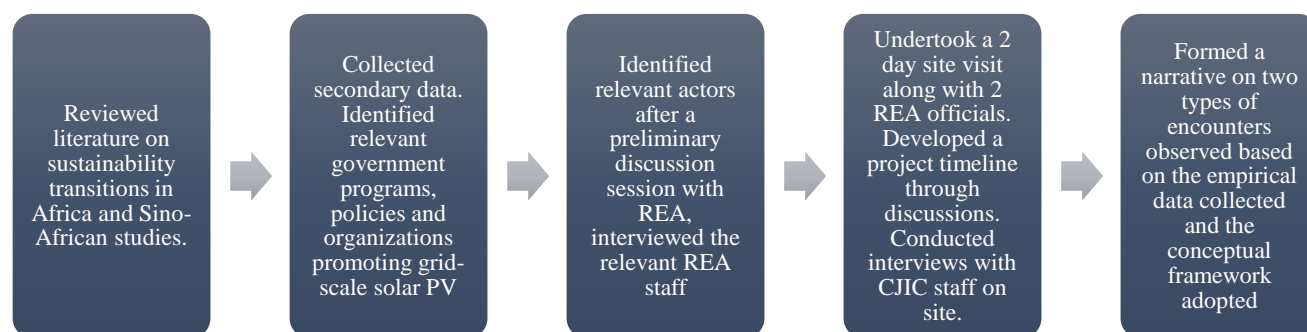 Reviewed
literature on
sustainability
transitions in
Africa and Sino-
African studies.
Collected
secondary data.
Identified
relevant
government
programs,
policies and
organizations
promoting grid-
scale solar PV
Identified
relevant actors
after a
preliminary
discussion
session with
REA,
interviewed the
relevant REA
staff
Undertook a 2
day site visit
along with 2
REA officials.
Developed a
project timeline
through
discussions.
Conducted
interviews with
CJIC staff on
site.
Formed a
narrative on two
types of
encounters
observed based
on the empirical
data collected
and the
conceptual
framework
adopted